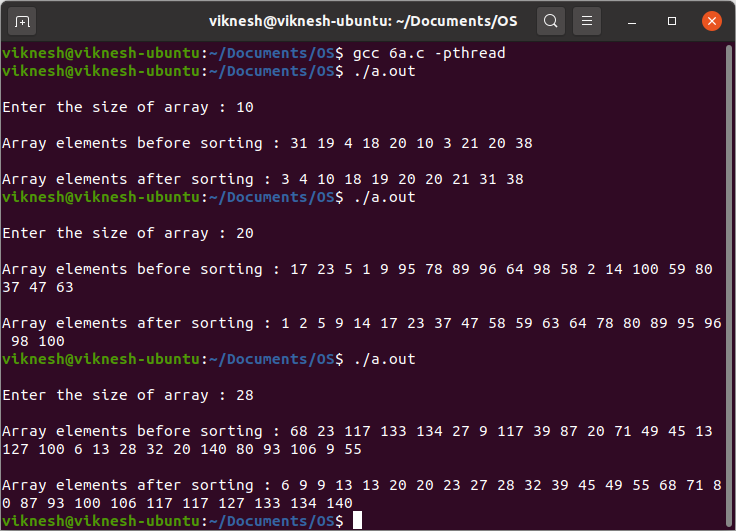 viknesh@viknesh-ubuntu: ~/Documents/OS
viknesh@viknesh-ubuntu:~/Documents/OS$ gcc 6a.c -pthread
viknesh@viknesh-ubuntu:~/Documents/OS$ ./a.out
Enter the size of array : 10
Array elements before sorting : 31 19 4 18 20 10 3 21 20 38
Array elements after sorting : 3 4 10 18 19 20 20 21 31 38
viknesh@viknesh-ubuntu:~/Documents/OS$ ./a.out
Enter the size of array : 20
Array elements before sorting : 17 23 5 1 9 95 78 89 96 64 98 58 2 14 100 59 80
37 47 63
Array elements after sorting : 1 2 5 9 14 17 23 37 47 58 59 63 64 78 80 89 95 96
98 100
viknesh@viknesh-ubuntu:~/Documents/OS$ ./a.out
Enter the size of array : 28
Array elements before sorting : 68 23 117 133 134 27 9 117 39 87 20 71 49 45 13
127 100 6 13 28 32 20 140 80 93 106 9 55
Array elements after sorting : 6 9 9 13 13 20 20 23 27 28 32 39 45 49 55 68 71 8
0 87 93 100 106 117 117 127 133 134 140
viknesh@viknesh-ubuntu:~/Documents/OS$